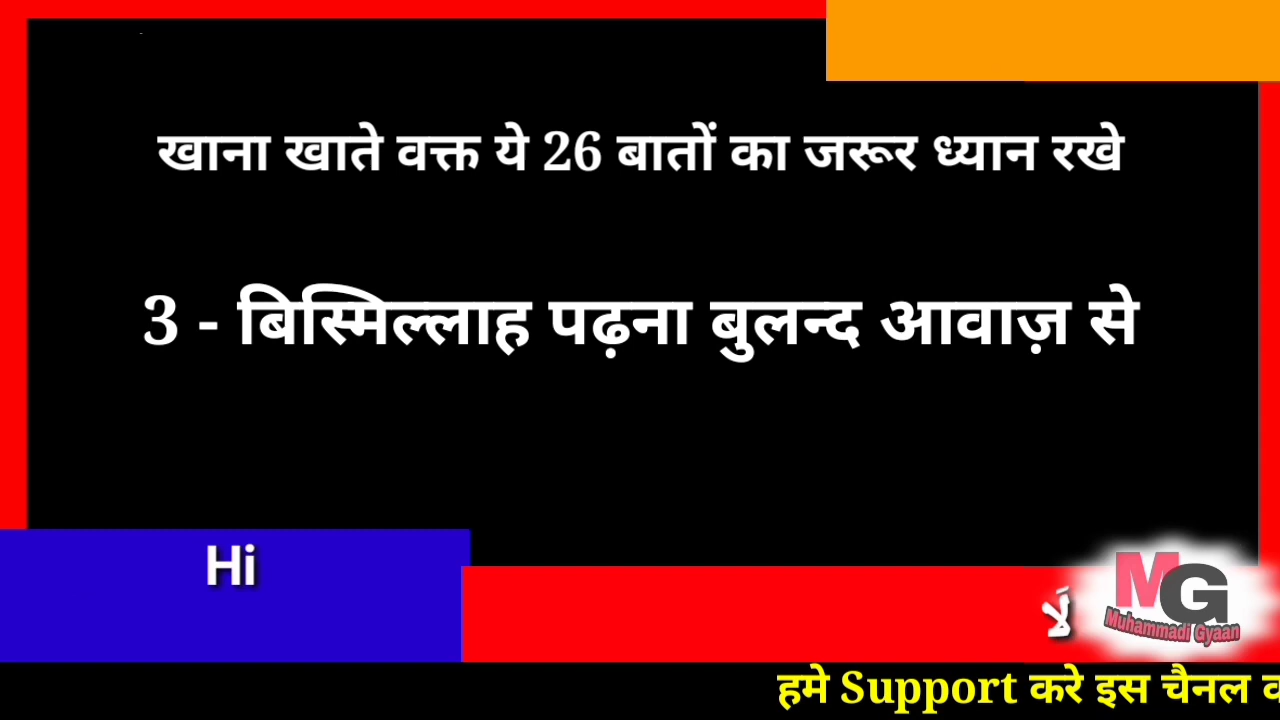 खाना खाते वक्त ये 26 बातों का जरूर ध्यान रखे
3 - बिस्मिल्लाह पढ़ना बुलन्द आवाज़ से
Hi
لَا
MG
Muhammadi Gyaan
हमे Support करे इस चैनल